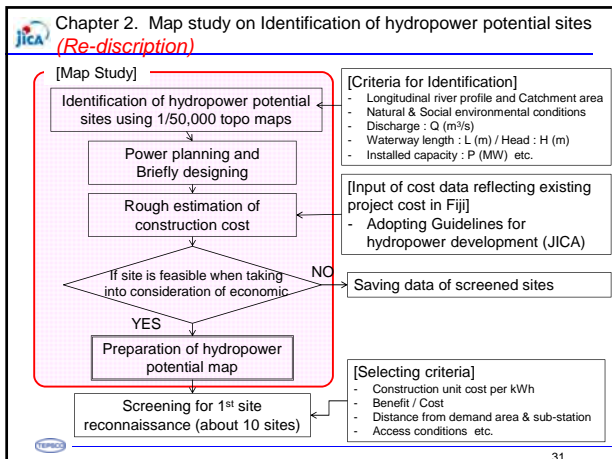 jICA
Chapter 2. Map study on Identification of hydropower potential sites
(Re-discription)
[Map Study]
Identification of hydropower potential
sites using 1/50,000 topo maps
Power planning and
Briefly designing
Rough estimation of
construction cost
If site is feasible when taking
into consideration of economic
NO
YES
Preparation of hydropower
potential map
Screening for 1st site
reconnaissance (about 10 sites)
[Criteria for Identification]
- Longitudinal river profile and Catchment area
- Natural & Social environmental conditions
- Discharge : Q (m³/s)
- Waterway length : L (m) / Head : H (m)
- Installed capacity : P (MW) etc.
[Input of cost data reflecting existing
project cost in Fiji]
- Adopting Guidelines for
hydropower development (JICA)
Saving data of screened sites
[Selecting criteria]
- Construction unit cost per kWh
- Benefit / Cost
- Distance from demand area & sub-station
- Access conditions etc.
TEPSCO
31